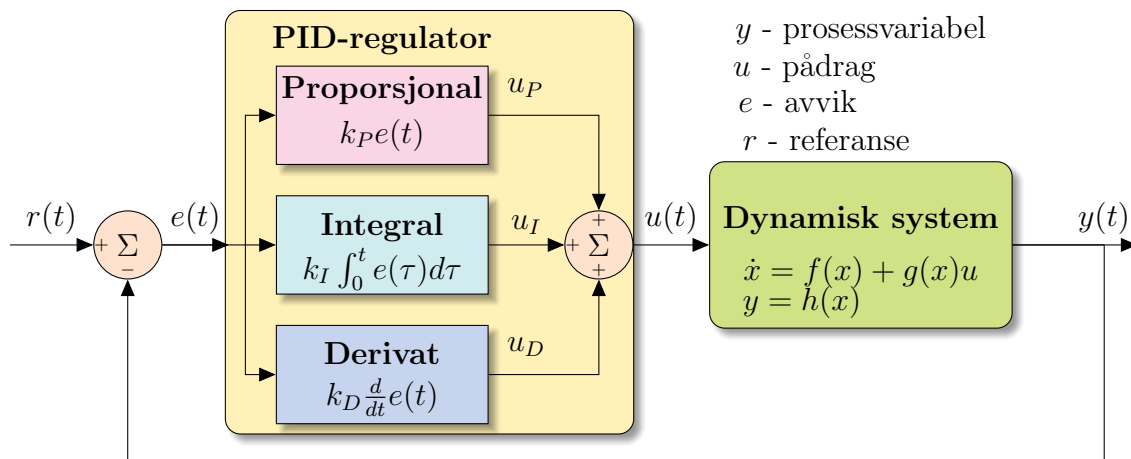 PID-regulator
y - prosessvariabel
u - pådrag
e - avvik
r - referanse
Proporsjonal
k_P e(t)
u_P
r(t)
+ Σ −
e(t)
Integral
k_I ∫_0^t e(τ)dτ
u_I
+ + Σ +
u(t)
Dynamisk system
ẋ = f(x) + g(x)u
y = h(x)
y(t)
Derivat
k_D \frac{d}{dt} e(t)
u_D